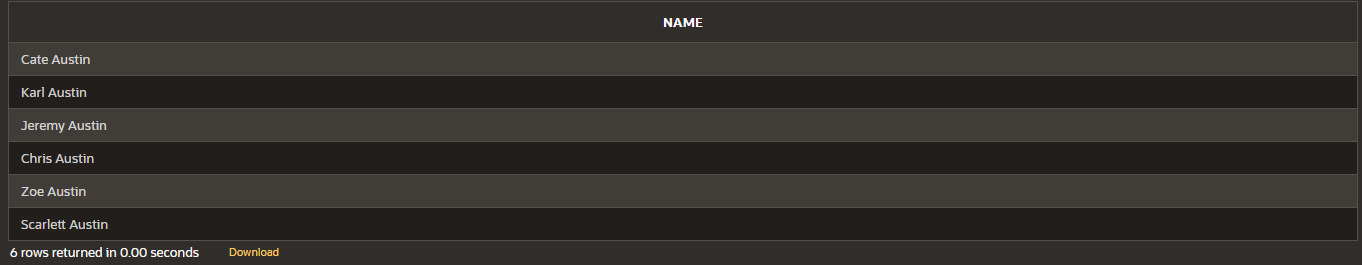 NAME
Cate Austin
Karl Austin
Jeremy Austin
Chris Austin
Zoe Austin
Scarlett Austin
6 rows returned in 0.00 seconds Download